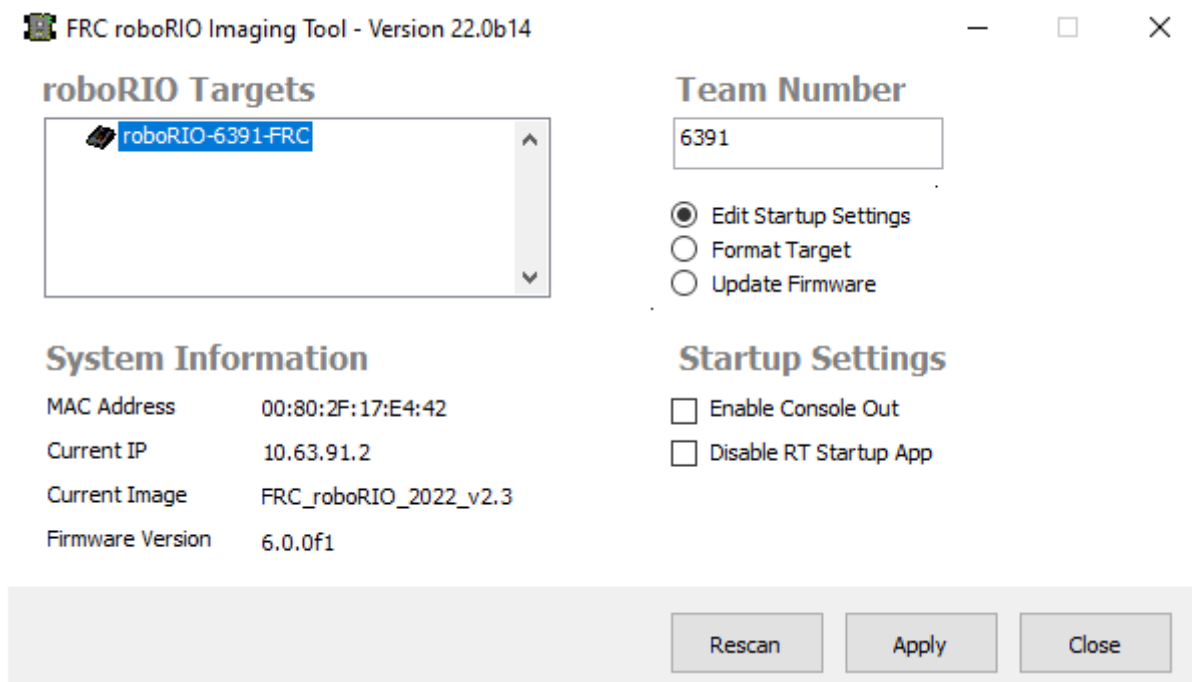 FRC roboRIO Imaging Tool - Version 22.0b14
roboRIO Targets
roboRIO-6391-FRC
Team Number
6391
Edit Startup Settings
Format Target
Update Firmware
System Information
MAC Address 00:80:2F:17:E4:42
Current IP 10.63.91.2
Current Image FRC_roboRIO_2022_v2.3
Firmware Version 6.0.0f1
Startup Settings
Enable Console Out
Disable RT Startup App
Rescan Apply Close